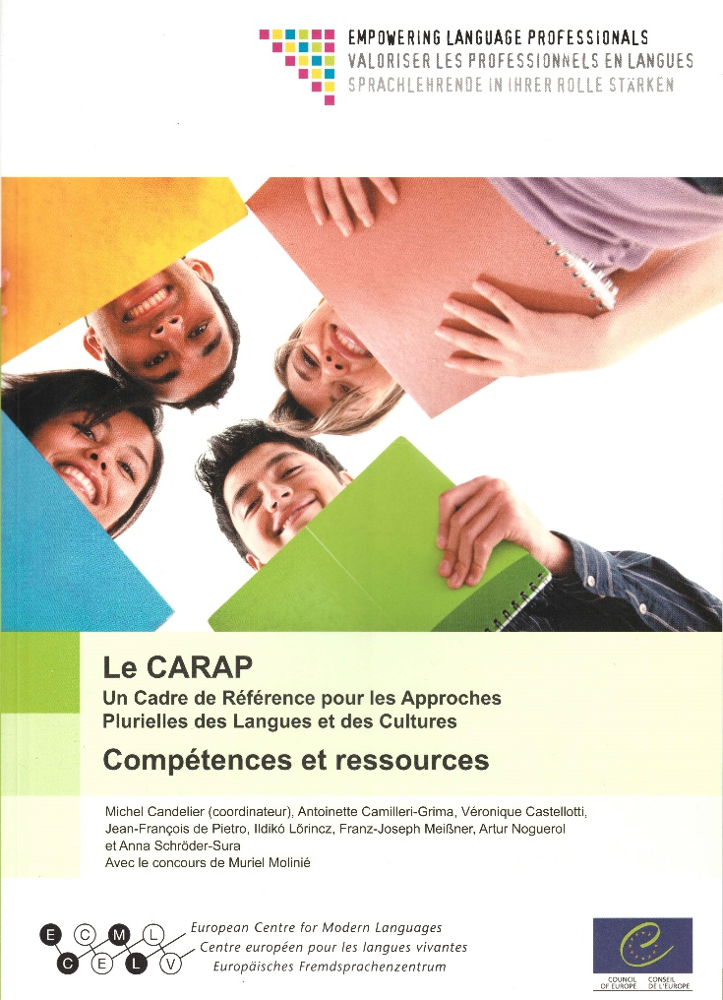 EMPOWERING LANGUAGE PROFESSIONALS
VALORISER LES PROFESSIONNELS EN LANGUES
SPRACHLEHRENDE IN IHRER ROLLE STÄRKEN
Le CARAP
Un Cadre de Référence pour les Approches
Plurielles des Langues et des Cultures
Compétences et ressources
Michel Candelier (coordinateur), Antoinette Camilleri-Grima, Véronique Castellotti,
Jean-François de Pietro, Ildikó Lőrincz, Franz-Joseph Meißner, Artur Noguerol
et Anna Schröder-Sura
Avec le concours de Muriel Molinié
E C M L
C E L V
European Centre for Modern Languages
Centre européen pour les langues vivantes
Europäisches Fremdsprachenzentrum
COUNCIL OF EUROPE
CONSEIL DE L'EUROPE